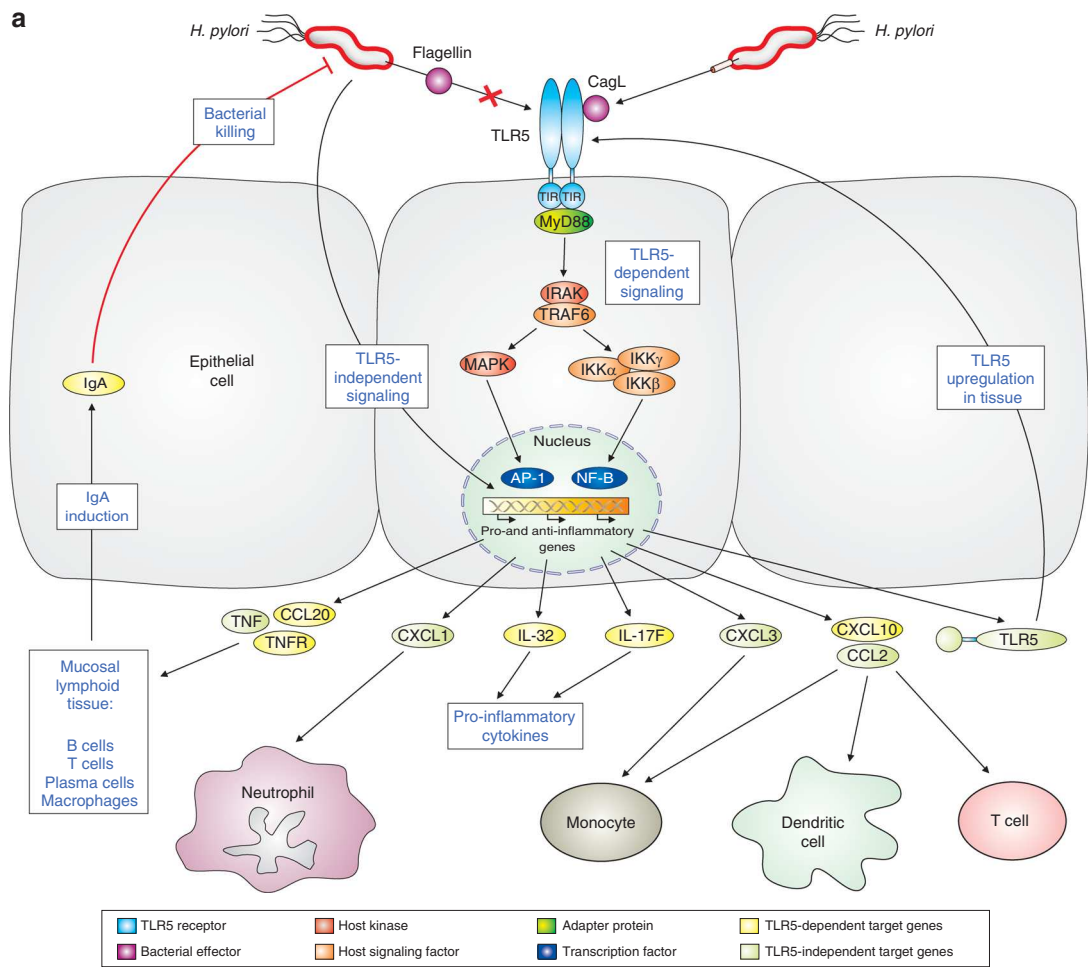 a
H. pylori
Flagellin
CagL
H. pylori
Bacterial
killing
TLR5
TIR TIR
MyD88
TLR5-
dependent
signaling
IRAK
TRAF6
MAPK
IKKα
IKKγ
IKKβ
Epithelial
cell
IgA
TLR5-
independent
signaling
TLR5
upregulation
in tissue
Nucleus
AP-1
NF-B
IgA
induction
Pro-and anti-inflammatory
genes
TNF
CCL20
TNFR
CXCL1
IL-32
IL-17F
CXCL3
CXCL10
CCL2
TLR5
Mucosal
lymphoid
tissue:
B cells
T cells
Plasma cells
Macrophages
Pro-inflammatory
cytokines
Neutrophil
Monocyte
Dendritic
cell
T cell
TLR5 receptor
Host kinase
Adapter protein
TLR5-dependent target genes
Bacterial effector
Host signaling factor
Transcription factor
TLR5-independent target genes